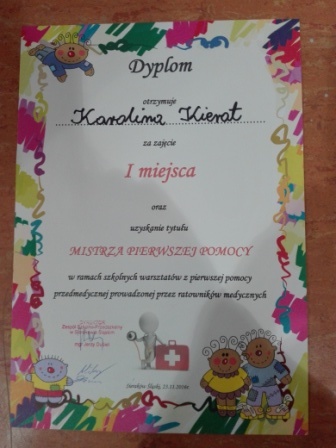 Dyplom
otrzymuje
Karolina Kierat
za zajęcie
I miejsca
oraz
uzyskanie tytułu
MISTRZA PIERWSZEJ POMOCY
w ramach szkolnych warsztatów z pierwszej pomocy
przedmedycznej prowadzonej przez ratowników medycznych